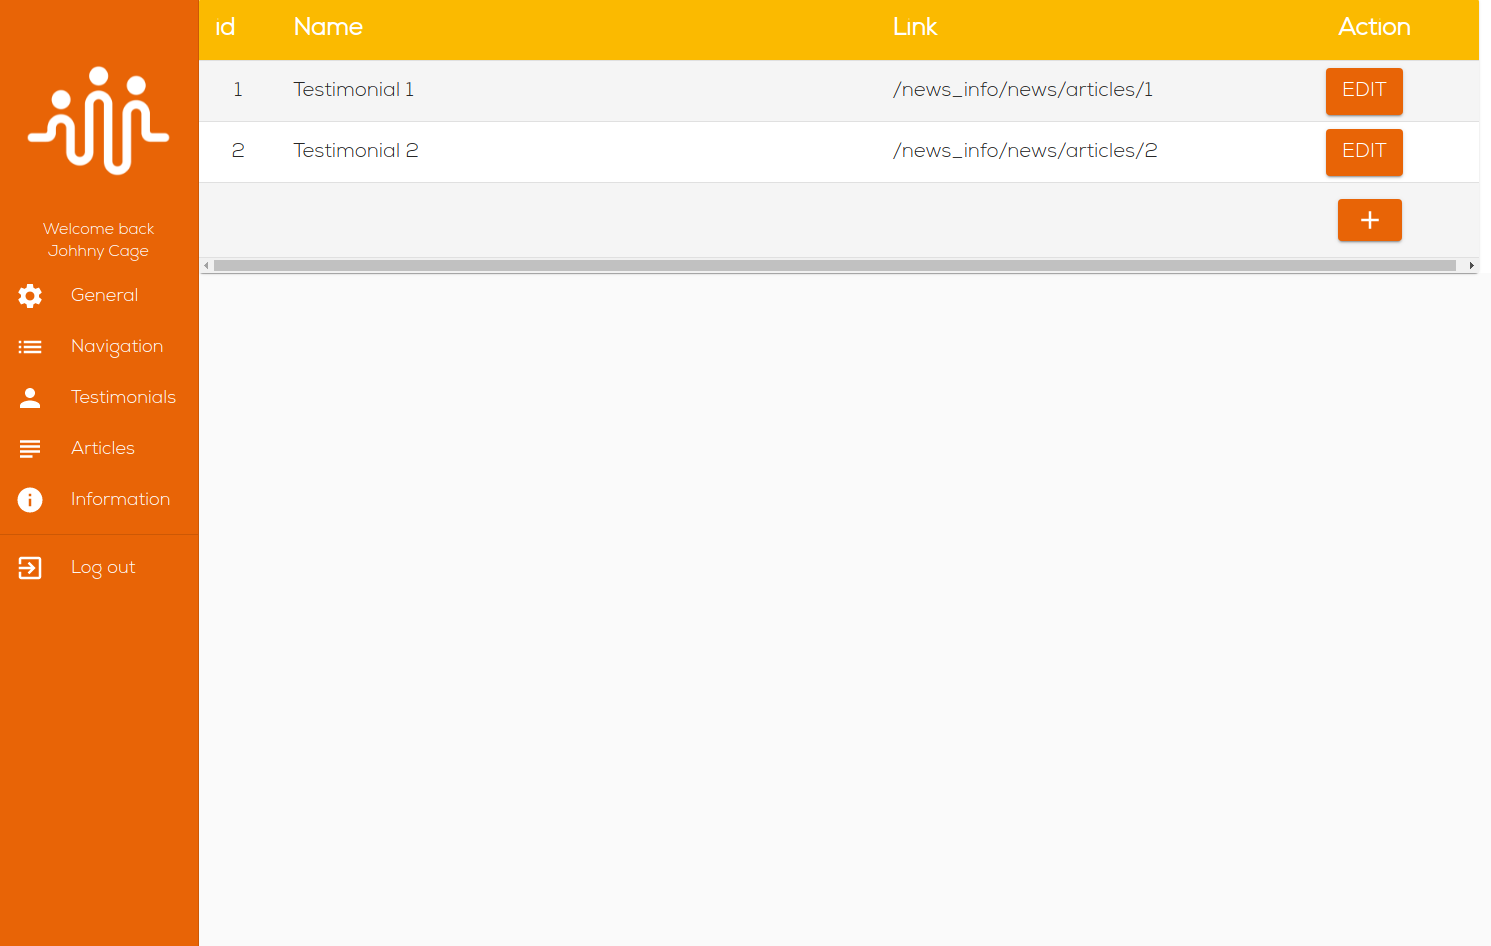 id Name Link Action
1 Testimonial 1 /news_info/news/articles/1 EDIT
2 Testimonial 2 /news_info/news/articles/2 EDIT
+
Welcome back
Johhny Cage
General
Navigation
Testimonials
Articles
Information
Log out